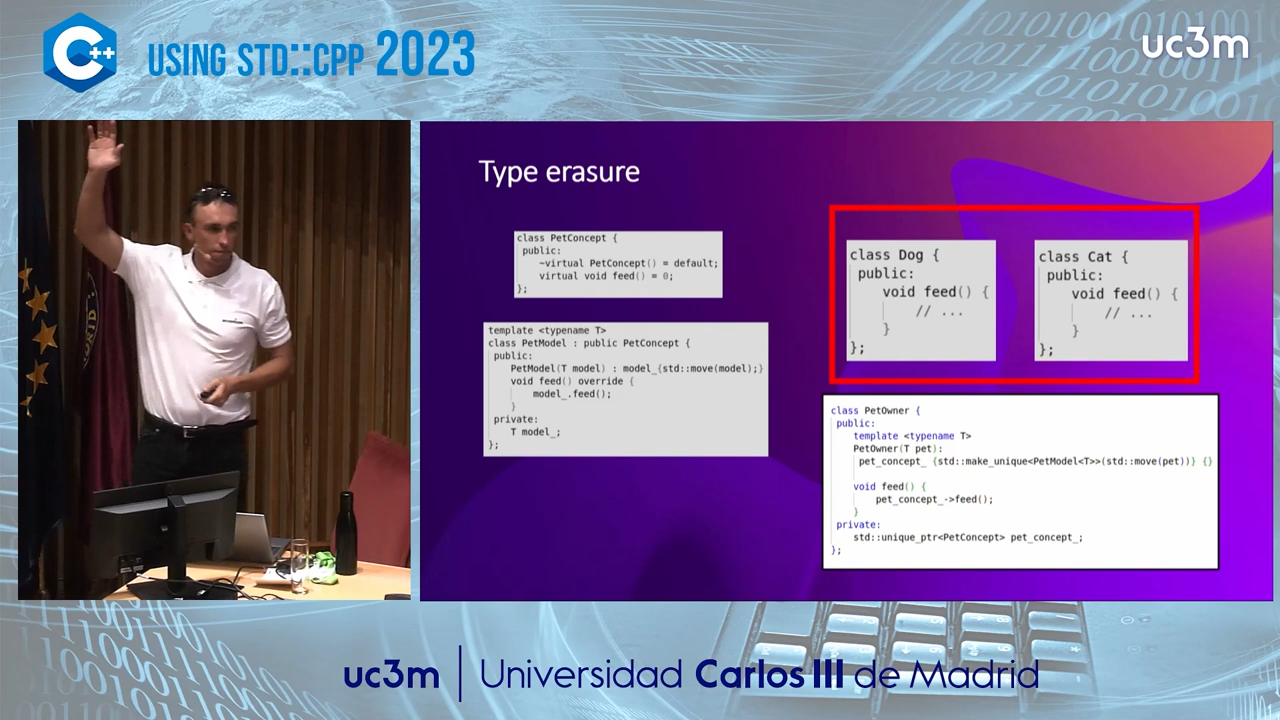 C++
USING STD::CPP 2023
uc3m
Type erasure
class PetConcept {
public:
~virtual PetConcept() = default;
virtual void feed() = 0;
};
template <typename T>
class PetModel : public PetConcept {
public:
PetModel(T model) : model_{std::move(model);}
void feed() override {
model_.feed();
}
private:
T model_;
};
class Dog {
public:
void feed() {
// ...
}
};
class Cat {
public:
void feed() {
// ...
}
};
class PetOwner {
public:
template <typename T>
PetOwner(T pet):
pet_concept_ {std::make_unique<PetModel<T>>(std::move(pet))} {}
void feed() {
pet_concept_->feed();
}
private:
std::unique_ptr<PetConcept> pet_concept_;
};
uc3m | Universidad Carlos III de Madrid